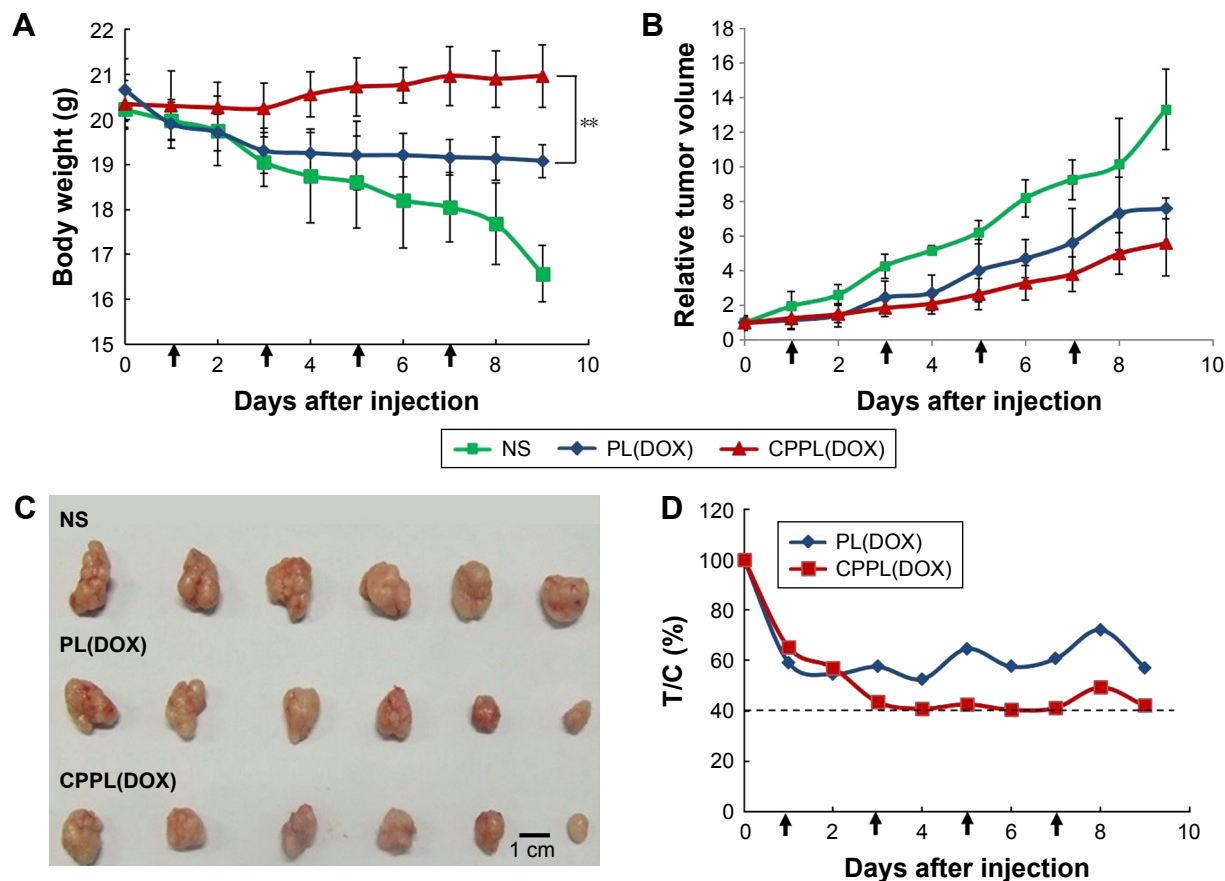 A
Body weight (g)
22
21
20
19
18
17
16
15
0 2 4 6 8 10
Days after injection
**
B
Relative tumor volume
18
16
14
12
10
8
6
4
2
0
0 2 4 6 8 10
Days after injection
NS PL(DOX) CPPL(DOX)
C
NS
PL(DOX)
CPPL(DOX)
1 cm
D
T/C (%)
120
100
80
60
40
20
0
PL(DOX)
CPPL(DOX)
0 2 4 6 8 10
Days after injection